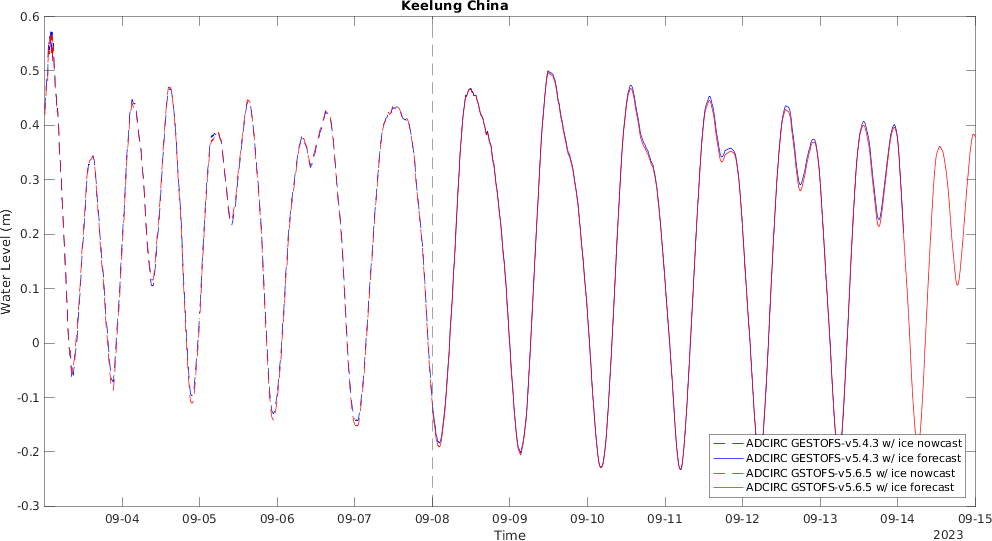 Keelung China
0.6
0.5
0.4
0.3
0.2
0.1
0
-0.1
-0.2
-0.3
Water Level (m)
ADCIRC GESTOFS-v5.4.3 w/ ice nowcast
ADCIRC GESTOFS-v5.4.3 w/ ice forecast
ADCIRC GSTOFS-v5.6.5 w/ ice nowcast
ADCIRC GSTOFS-v5.6.5 w/ ice forecast
09-04 09-05 09-06 09-07 09-08 09-09 09-10 09-11 09-12 09-13 09-14 09-15
Time
2023